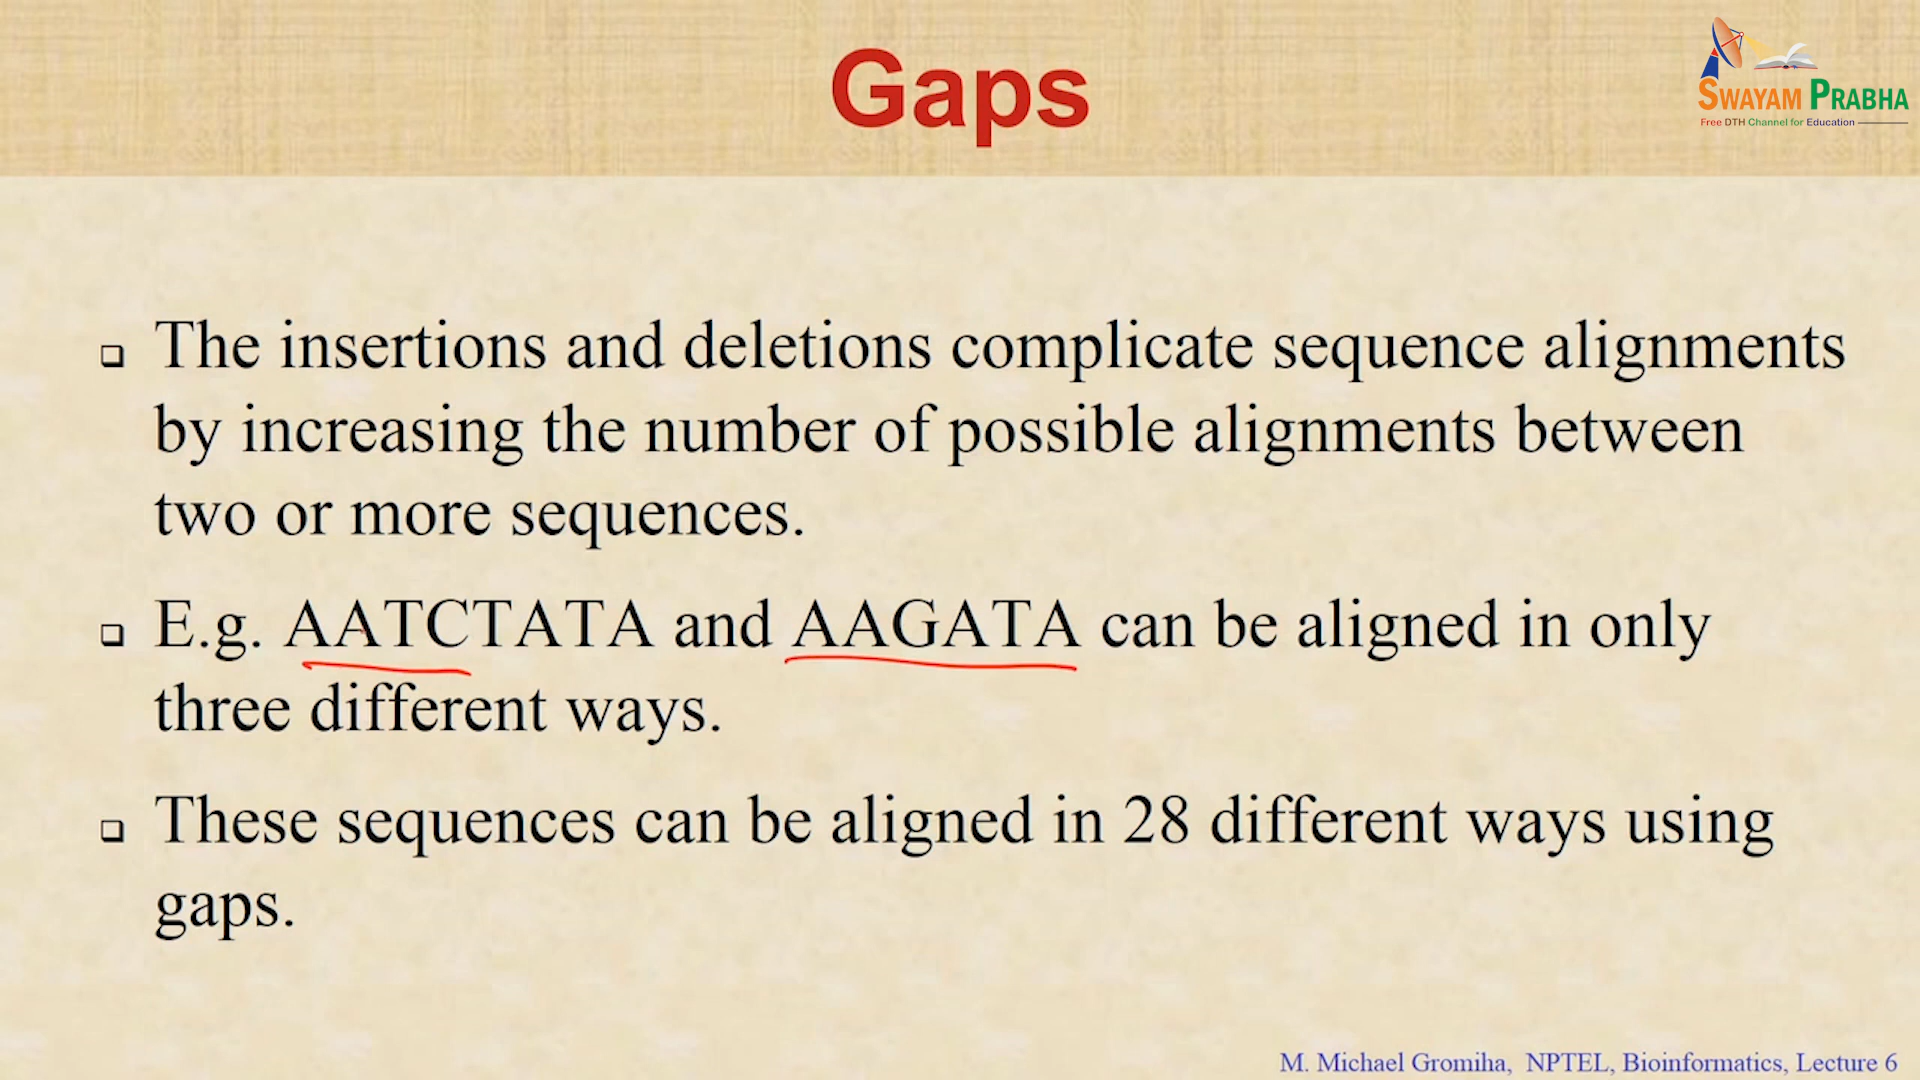 Gaps
SWAYAM PRABHA
Free DTH Channel for Education
❑ The insertions and deletions complicate sequence alignments
by increasing the number of possible alignments between
two or more sequences.
❑ E.g. AATCTATA and AAGATA can be aligned in only
three different ways.
❑ These sequences can be aligned in 28 different ways using
gaps.
M. Michael Gromiha, NPTEL, Bioinformatics, Lecture 6